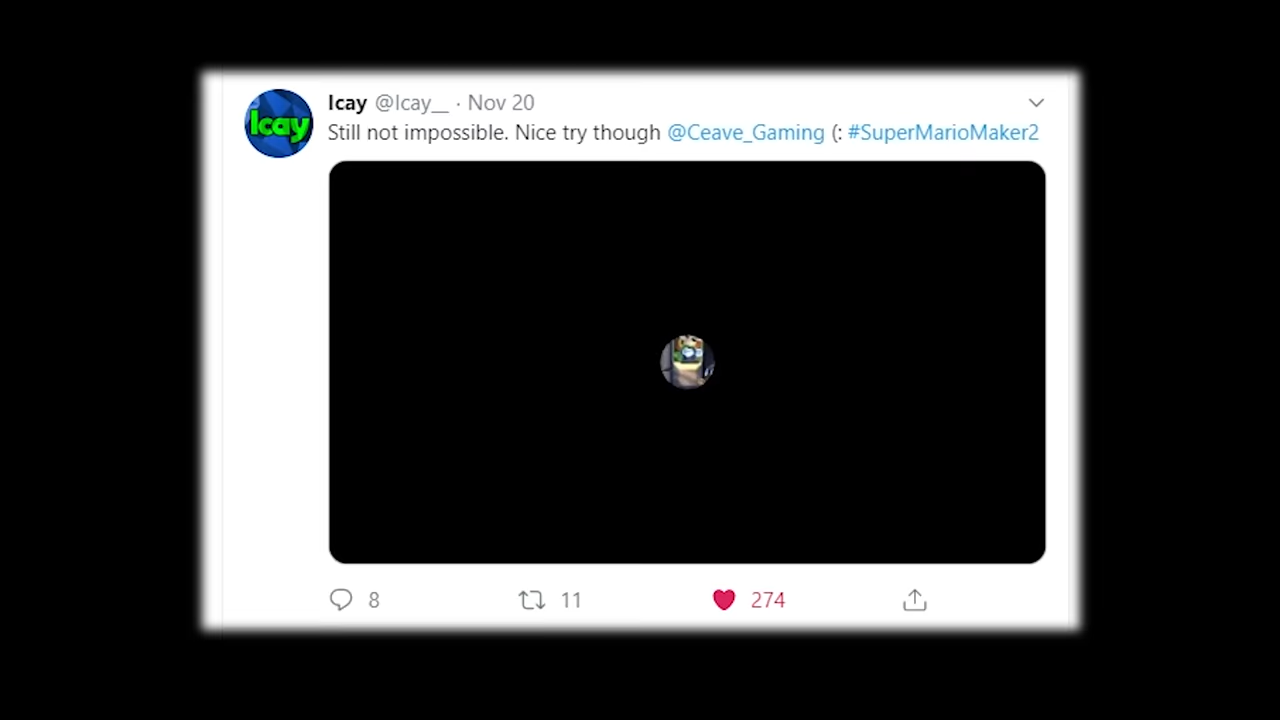 Icay
Icay @Icay__ · Nov 20
Still not impossible. Nice try though @Ceave_Gaming (: #SuperMarioMaker2
8 11 274